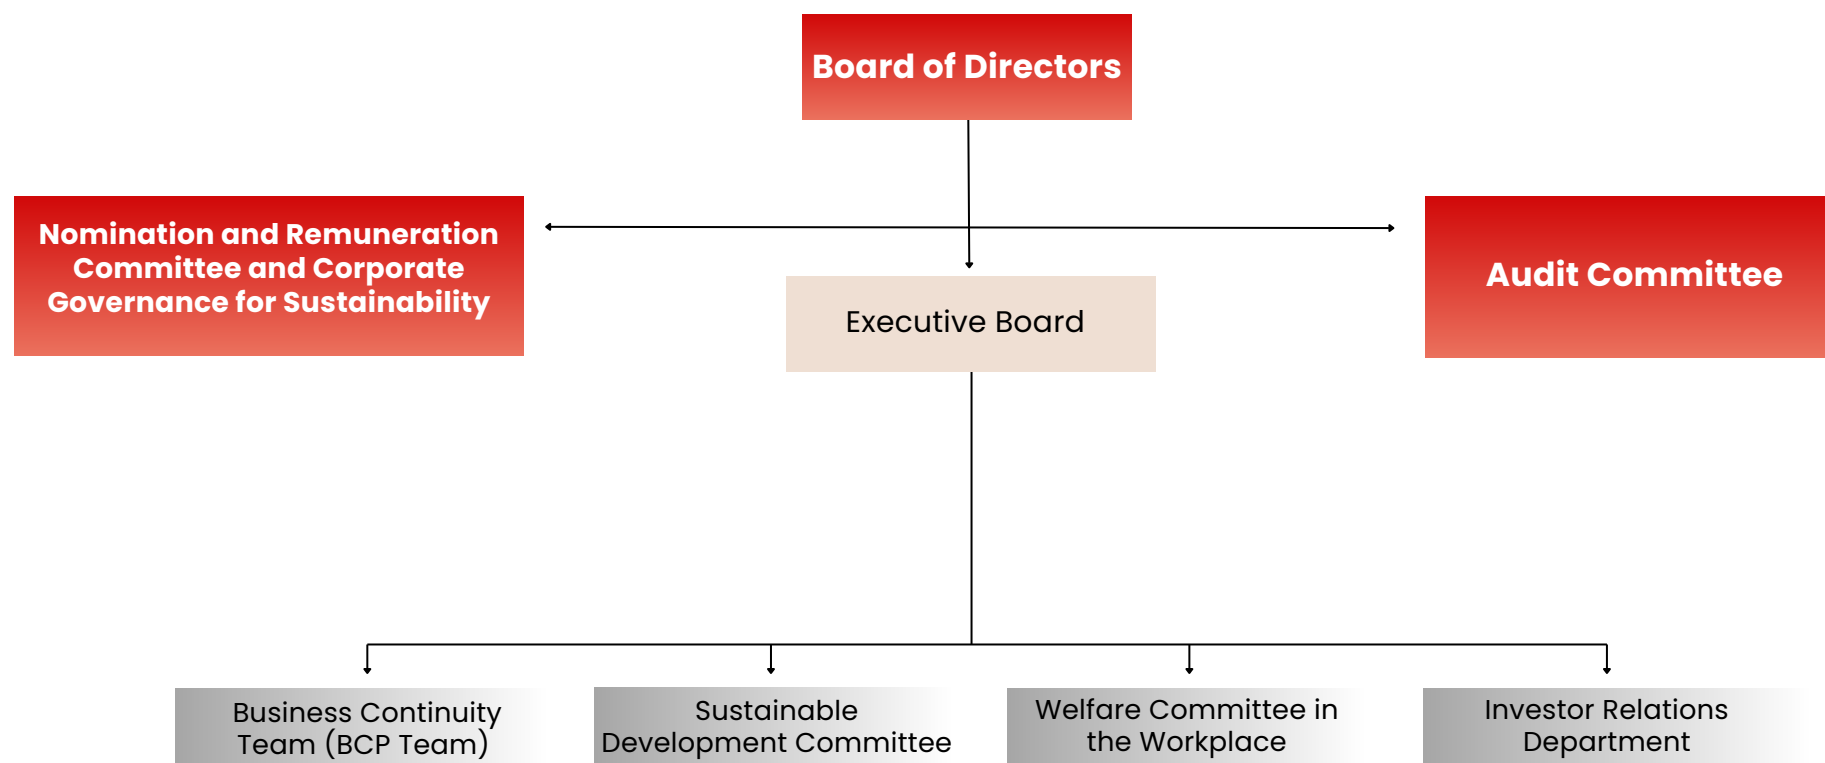 Board of Directors
Nomination and Remuneration
Committee and Corporate
Governance for Sustainability
Audit Committee
Executive Board
Business Continuity
Team (BCP Team)
Sustainable
Development Committee
Welfare Committee in
the Workplace
Investor Relations
Department